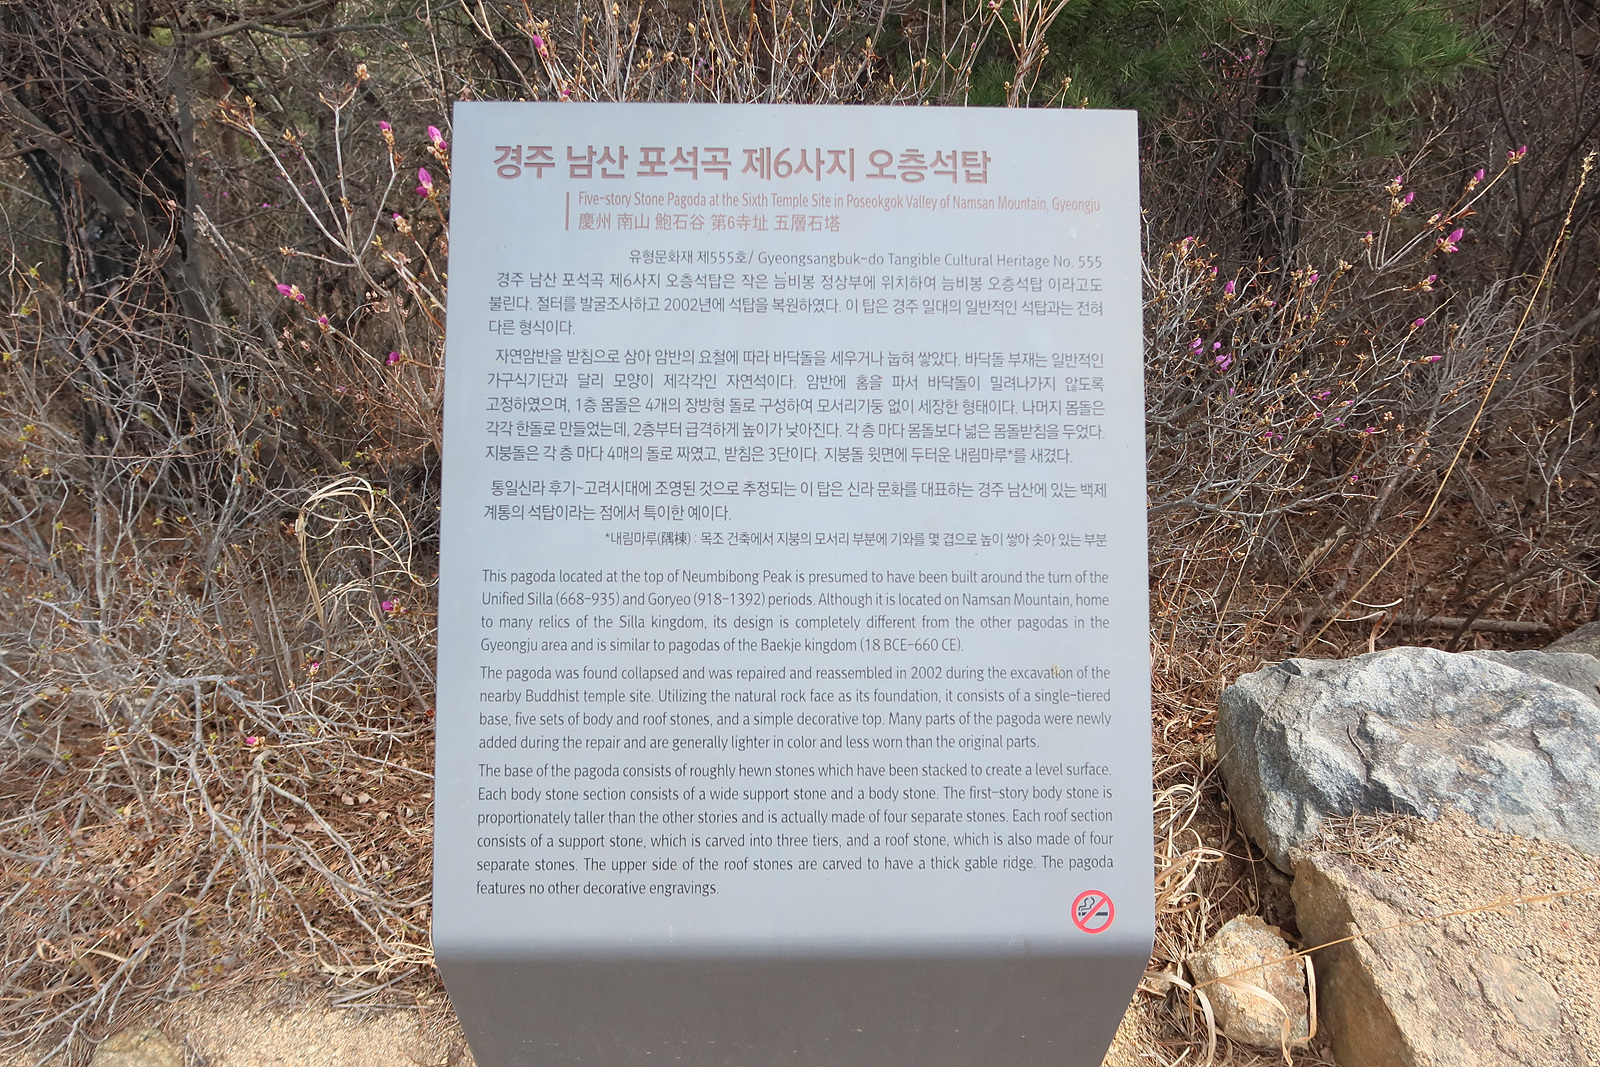 경주 남산 포석곡 제6사지 오층석탑
Five-story Stone Pagoda at the Sixth Temple Site in Poseokgok Valley of Namsan Mountain, Gyeongju
慶州 南山 鮑石谷 第6寺址 五層石塔
유형문화재 제555호/ Gyeongsangbuk-do Tangible Cultural Heritage No. 555
경주 남산 포석곡 제6사지 오층석탑은 작은 늠비봉 정상부에 위치하여 늠비봉 오층석탑 이라고도
불린다. 절터를 발굴조사하고 2002년에 석탑을 복원하였다. 이 탑은 경주 일대의 일반적인 석탑과는 전혀
다른 형식이다.
자연암반을 받침으로 삼아 암반의 요철에 따라 바닥돌을 세우거나 눕혀 쌓았다. 바닥돌 부재는 일반적인
가구식기단과 달리 모양이 제각각인 자연석이다. 암반에 홈을 파서 바닥돌이 밀려나가지 않도록
고정하였으며, 1층 몸돌은 4개의 장방형 돌로 구성하여 모서리기둥 없이 세장한 형태이다. 나머지 몸돌은
각각 한돌로 만들었는데, 2층부터 급격하게 높이가 낮아진다. 각 층 마다 몸돌보다 넓은 몸돌받침을 두었다.
지붕돌은 각 층 마다 4매의 돌로 짜였고, 받침은 3단이다. 지붕돌 윗면에 두터운 내림마루*를 새겼다.
통일신라 후기~고려시대에 조영된 것으로 추정되는 이 탑은 신라 문화를 대표하는 경주 남산에 있는 백제
계통의 석탑이라는 점에서 특이한 예이다.
*내림마루(隅棟) : 목조 건축에서 지붕의 모서리 부분에 기와를 몇 겹으로 높이 쌓아 솟아 있는 부분
This pagoda located at the top of Neumbibong Peak is presumed to have been built around the turn of the
Unified Silla (668-935) and Goryeo (918-1392) periods. Although it is located on Namsan Mountain, home
to many relics of the Silla kingdom, its design is completely different from the other pagodas in the
Gyeongju area and is similar to pagodas of the Baekje kingdom (18 BCE-660 CE).
The pagoda was found collapsed and was repaired and reassembled in 2002 during the excavation of the
nearby Buddhist temple site. Utilizing the natural rock face as its foundation, it consists of a single-tiered
base, five sets of body and roof stones, and a simple decorative top. Many parts of the pagoda were newly
added during the repair and are generally lighter in color and less worn than the original parts.
The base of the pagoda consists of roughly hewn stones which have been stacked to create a level surface.
Each body stone section consists of a wide support stone and a body stone. The first-story body stone is
proportionately taller than the other stories and is actually made of four separate stones. Each roof section
consists of a support stone, which is carved into three tiers, and a roof stone, which is also made of four
separate stones. The upper side of the roof stones are carved to have a thick gable ridge. The pagoda
features no other decorative engravings.